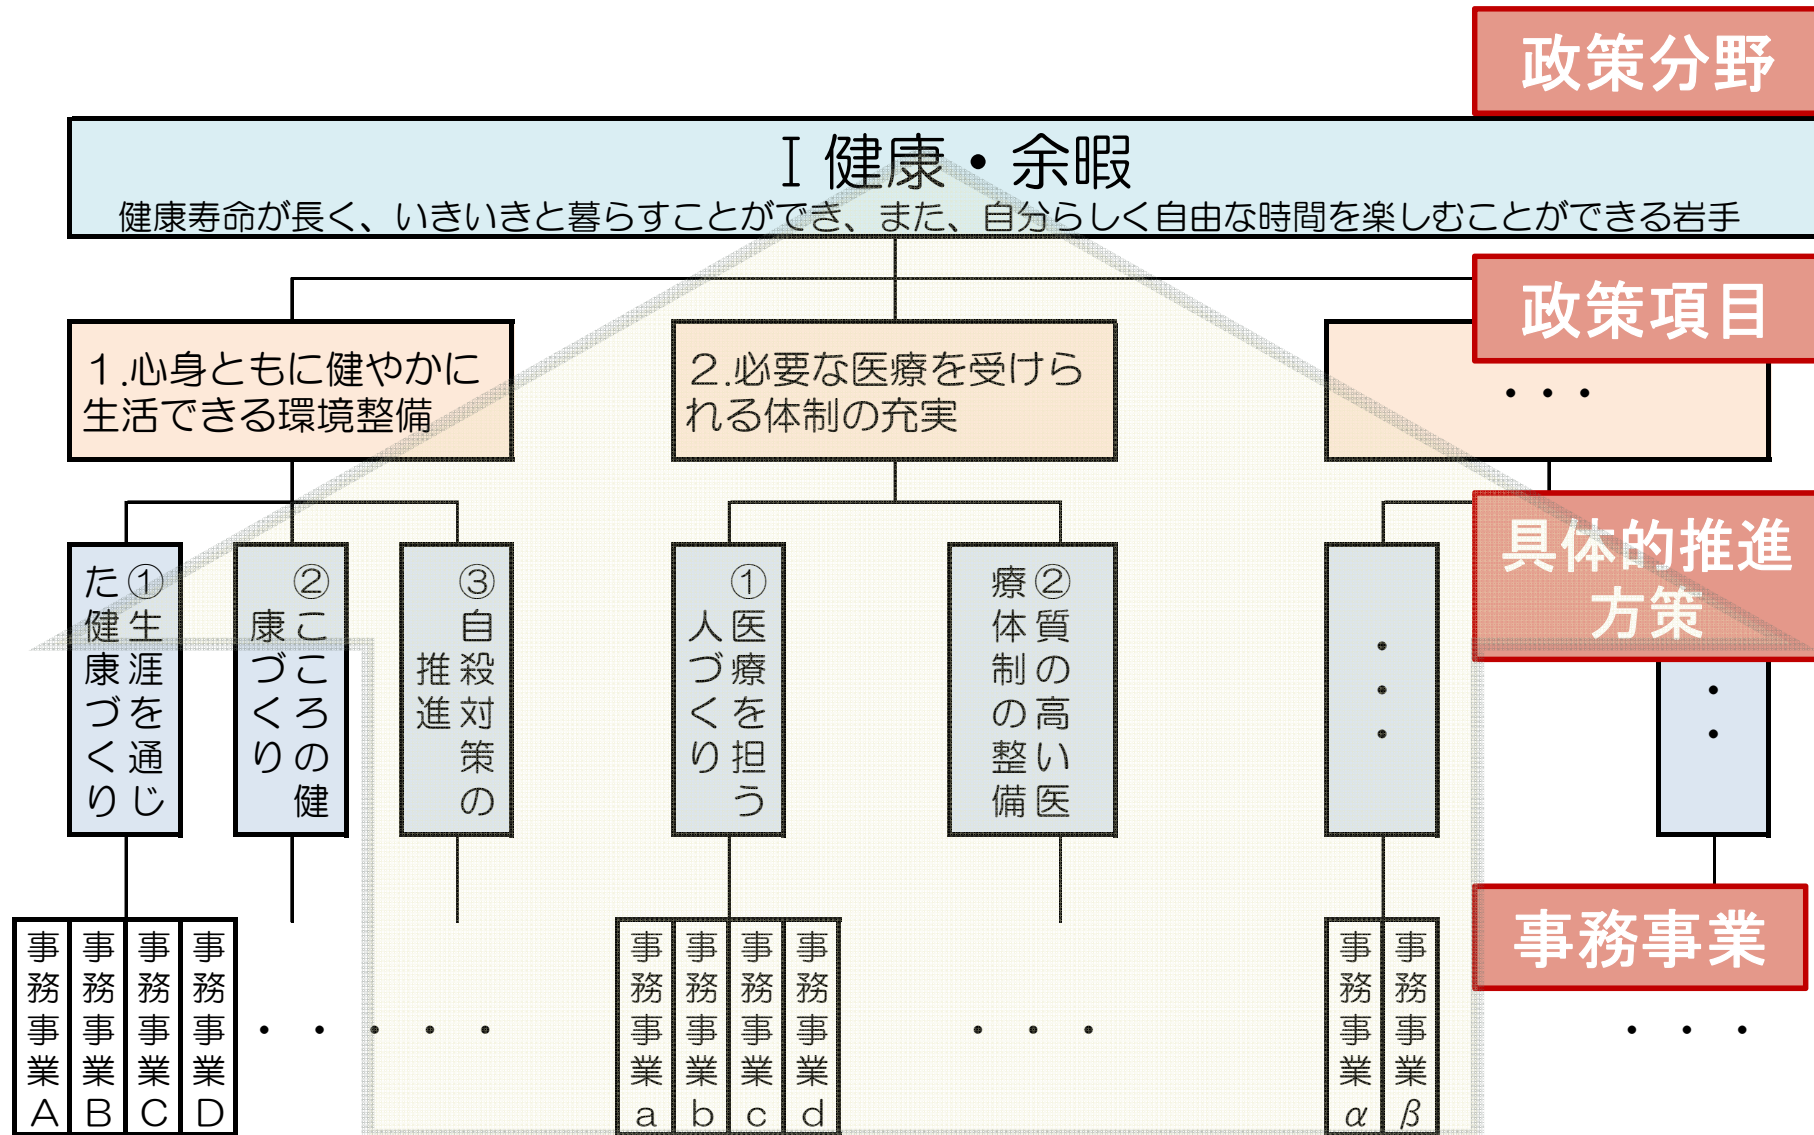 政策分野
Ⅰ 健康・余暇
健康寿命が長く、いきいきと暮らすことができ、また、自分らしく自由な時間を楽しむことができる岩手
政策項目
１.心身ともに健やかに
生活できる環境整備
２.必要な医療を受けら
れる体制の充実
・・・
具体的推進
方策
①生涯を通じ
た健康づくり
②こころの健
康づくり
③自殺対策の
推進
①医療を担う
人づくり
②質の高い医
療体制の整備
・・・
・・
事務事業
事務事業A
事務事業B
事務事業C
事務事業D
・・・・・
事務事業a
事務事業b
事務事業c
事務事業d
・・・
事務事業α
事務事業β
・・・